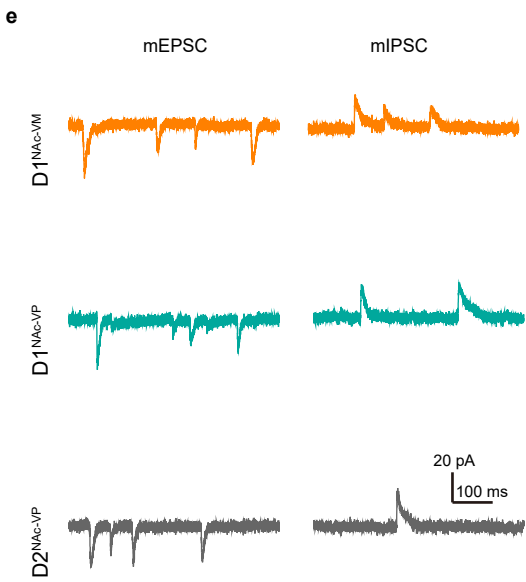 e
mEPSC
mIPSC
D1NAc-VM
D1NAc-VP
20 pA
100 ms
D2NAc-VP